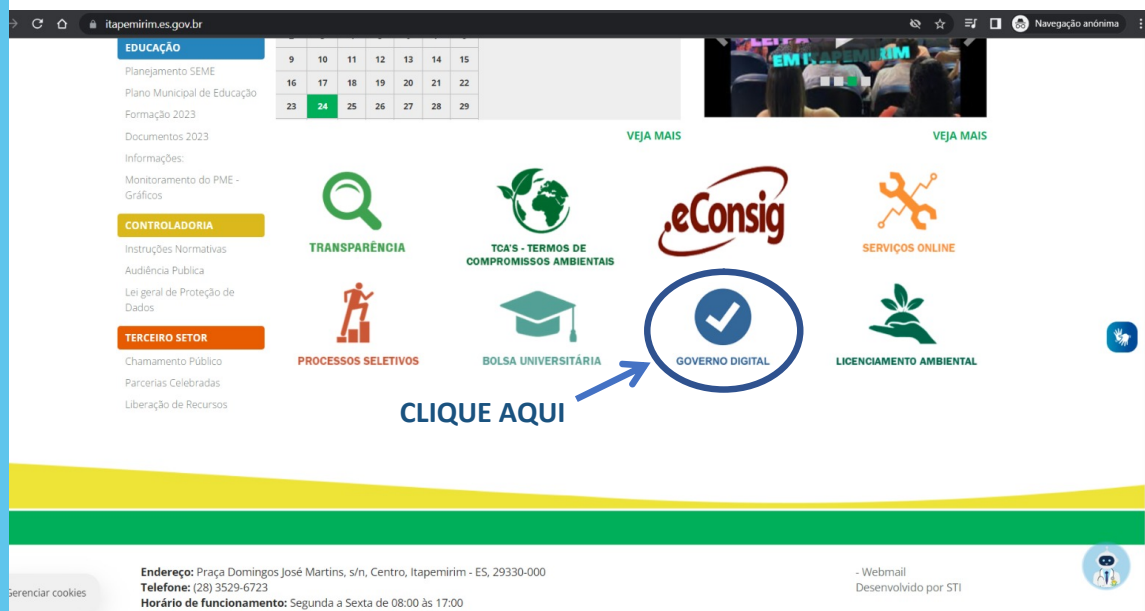 itapemirim.es.gov.br
Navegação anónima
EDUCAÇÃO
Planejamento SEME
Plano Municipal de Educação
Formação 2023
Documentos 2023
Informações:
Monitoramento do PME -
Gráficos
CONTROLADORIA
Instruções Normativas
Audiência Publica
Lei geral de Proteção de
Dados
TERCEIRO SETOR
Chamamento Público
Parcerias Celebradas
Liberação de Recursos
9 10 11 12 13 14 15
16 17 18 19 20 21 22
23 24 25 26 27 28 29
VEJA MAIS
EM ITAPEMIRIM
VEJA MAIS
TRANSPARÊNCIA
TCA'S - TERMOS DE
COMPROMISSOS AMBIENTAIS
.eConsig
SERVIÇOS ONLINE
PROCESSOS SELETIVOS
BOLSA UNIVERSITÁRIA
GOVERNO DIGITAL
LICENCIAMENTO AMBIENTAL
CLIQUE AQUI
Endereço: Praça Domingos José Martins, s/n, Centro, Itapemirim - ES, 29330-000
Telefone: (28) 3529-6723
Horário de funcionamento: Segunda a Sexta de 08:00 às 17:00
- Webmail
Desenvolvido por STI
Gerenciar cookies